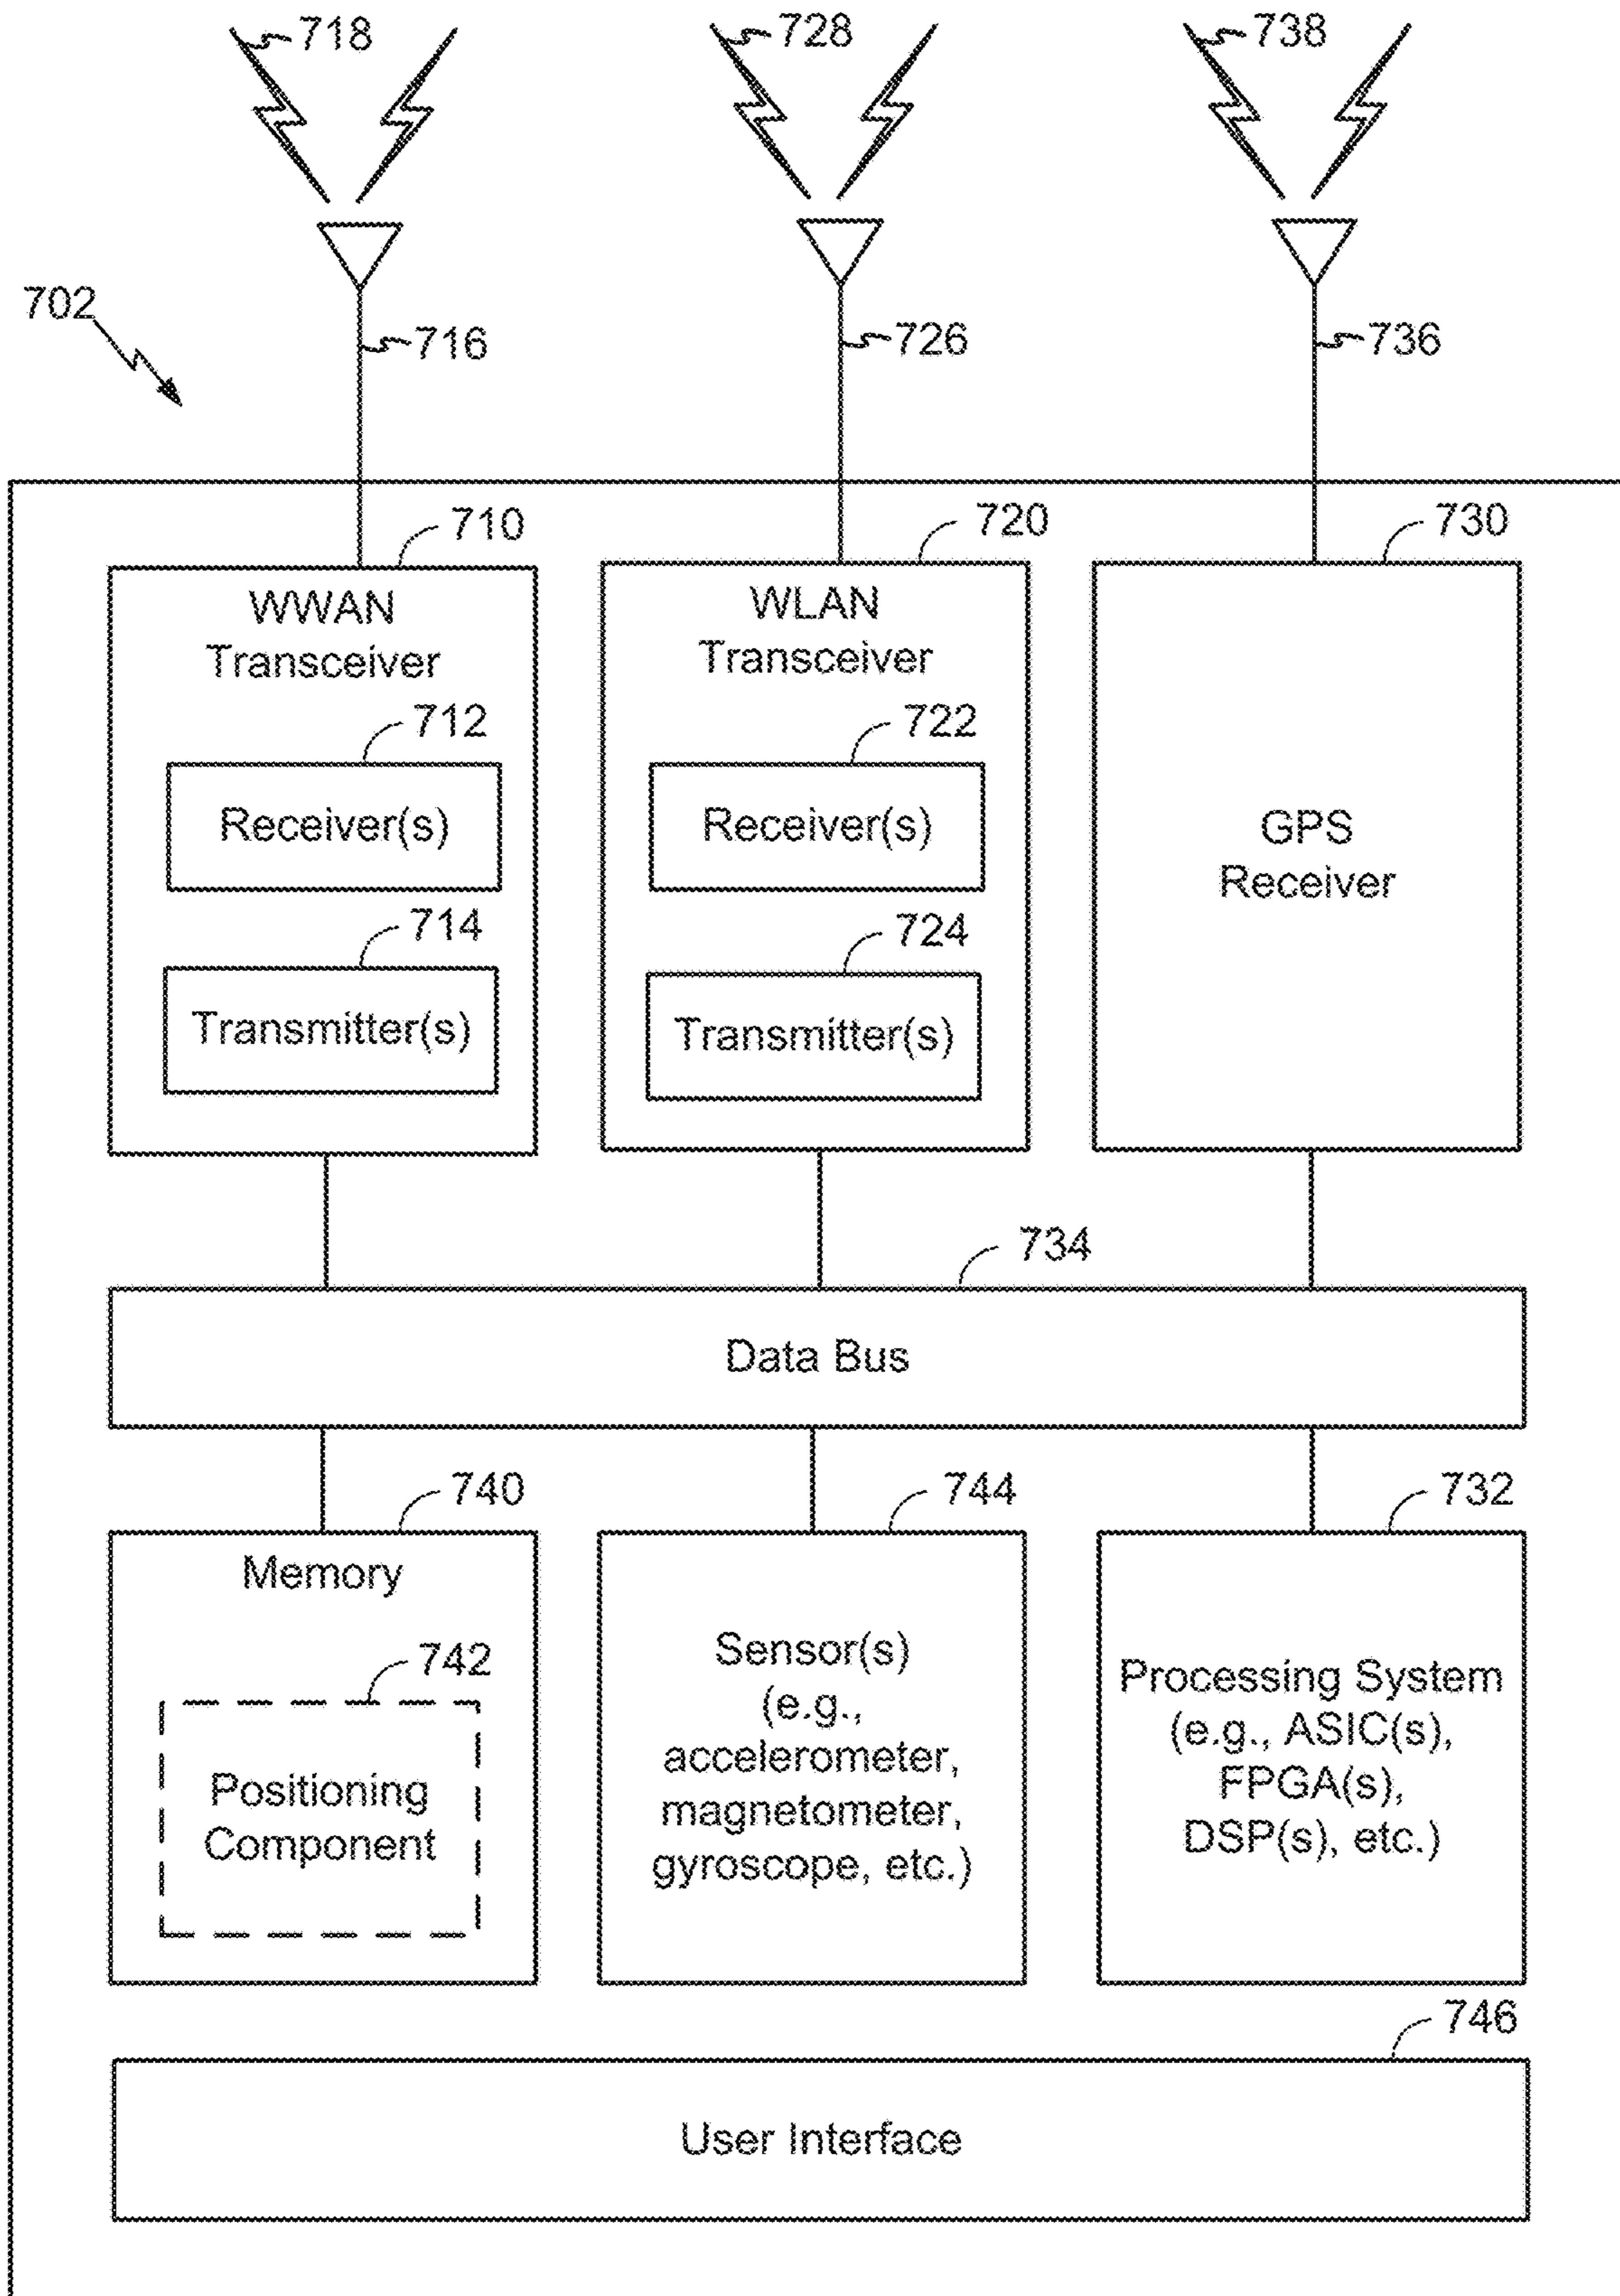 718
728
738
702
716
726
736
710
720
730
WWAN
Transceiver
WLAN
Transceiver
712
722
Receiver(s)
Receiver(s)
GPS
Receiver
714
724
Transmitter(s)
Transmitter(s)
734
Data Bus
740
744
732
Memory
742
Positioning
Component
Sensor(s)
(e.g.,
accelerometer,
magnetometer,
gyroscope, etc.)
Processing System
(e.g., ASIC(s),
FPGA(s),
DSP(s), etc.)
746
User Interface